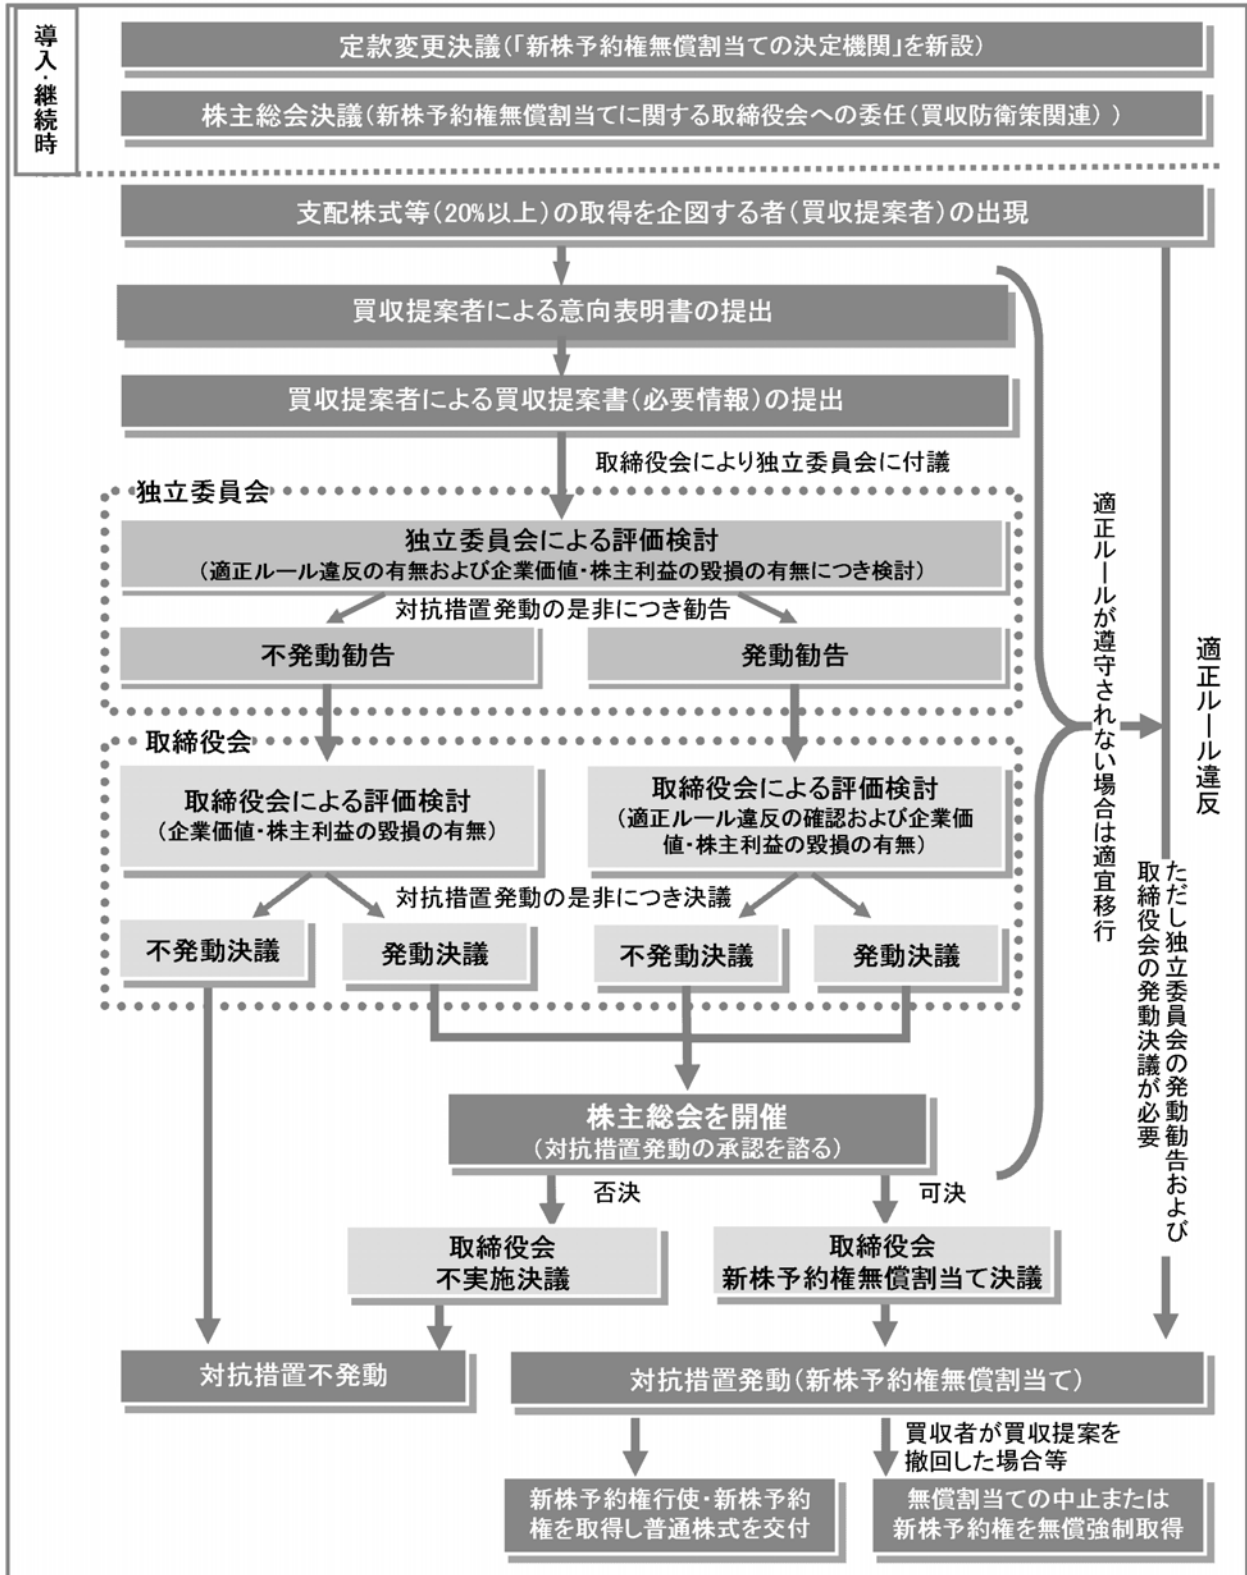 導入・継続時
定款変更決議(「新株予約権無償割当ての決定機関」を新設)
株主総会決議(新株予約権無償割当てに関する取締役会への委任(買収防衛策関連) )
支配株式等(20%以上)の取得を企図する者(買収提案者)の出現
買収提案者による意向表明書の提出
買収提案者による買収提案書(必要情報)の提出
取締役会により独立委員会に付議
独立委員会
独立委員会による評価検討
(適正ルール違反の有無および企業価値・株主利益の毀損の有無につき検討)
対抗措置発動の是非につき勧告
不発動勧告
発動勧告
取締役会
取締役会による評価検討
(企業価値・株主利益の毀損の有無)
取締役会による評価検討
(適正ルール違反の確認および企業価
値・株主利益の毀損の有無)
対抗措置発動の是非につき決議
不発動決議
発動決議
不発動決議
発動決議
株主総会を開催
(対抗措置発動の承認を諮る)
否決
可決
取締役会
不実施決議
取締役会
新株予約権無償割当て決議
適正ルールが遵守されない場合は適宜移行
適正ルール違反
ただし独立委員会の発動勧告および
取締役会の発動決議が必要
対抗措置不発動
対抗措置発動(新株予約権無償割当て)
買収者が買収提案を
撤回した場合等
新株予約権行使・新株予約
権を取得し普通株式を交付
無償割当ての中止または
新株予約権を無償強制取得